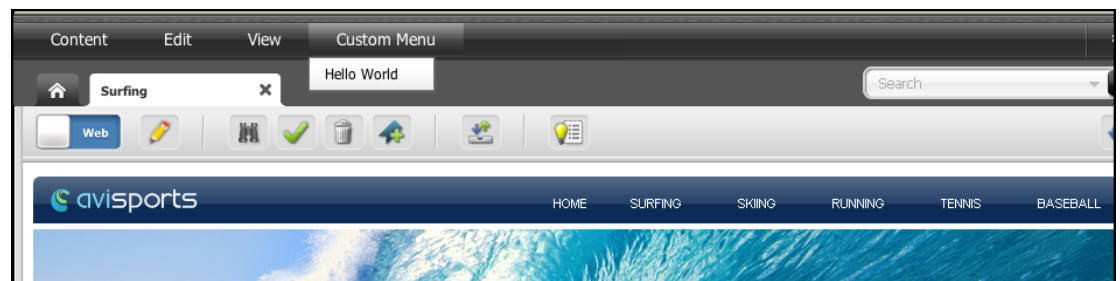 Content Edit View Custom Menu
Hello World
Surfing
Search
Web
avisports
HOME SURFING SKIING RUNNING TENNIS BASEBALL